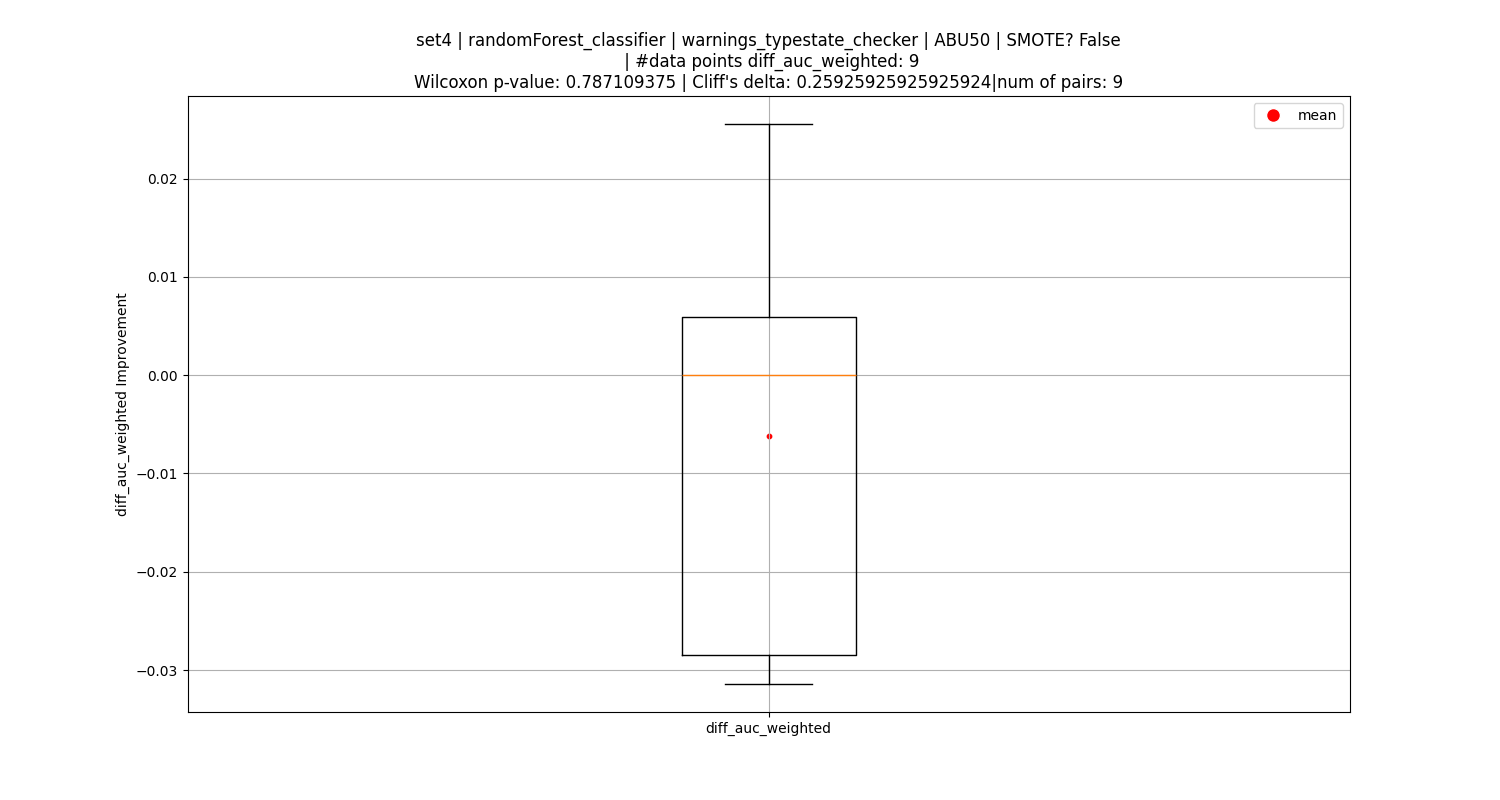 set4 | randomForest_classifier | warnings_typestate_checker | ABU50 | SMOTE? False
| #data points diff_auc_weighted: 9
Wilcoxon p-value: 0.787109375 | Cliff's delta: 0.25925925925925924|num of pairs: 9
mean
0.02
0.01
0.00
−0.01
−0.02
−0.03
diff_auc_weighted Improvement
diff_auc_weighted